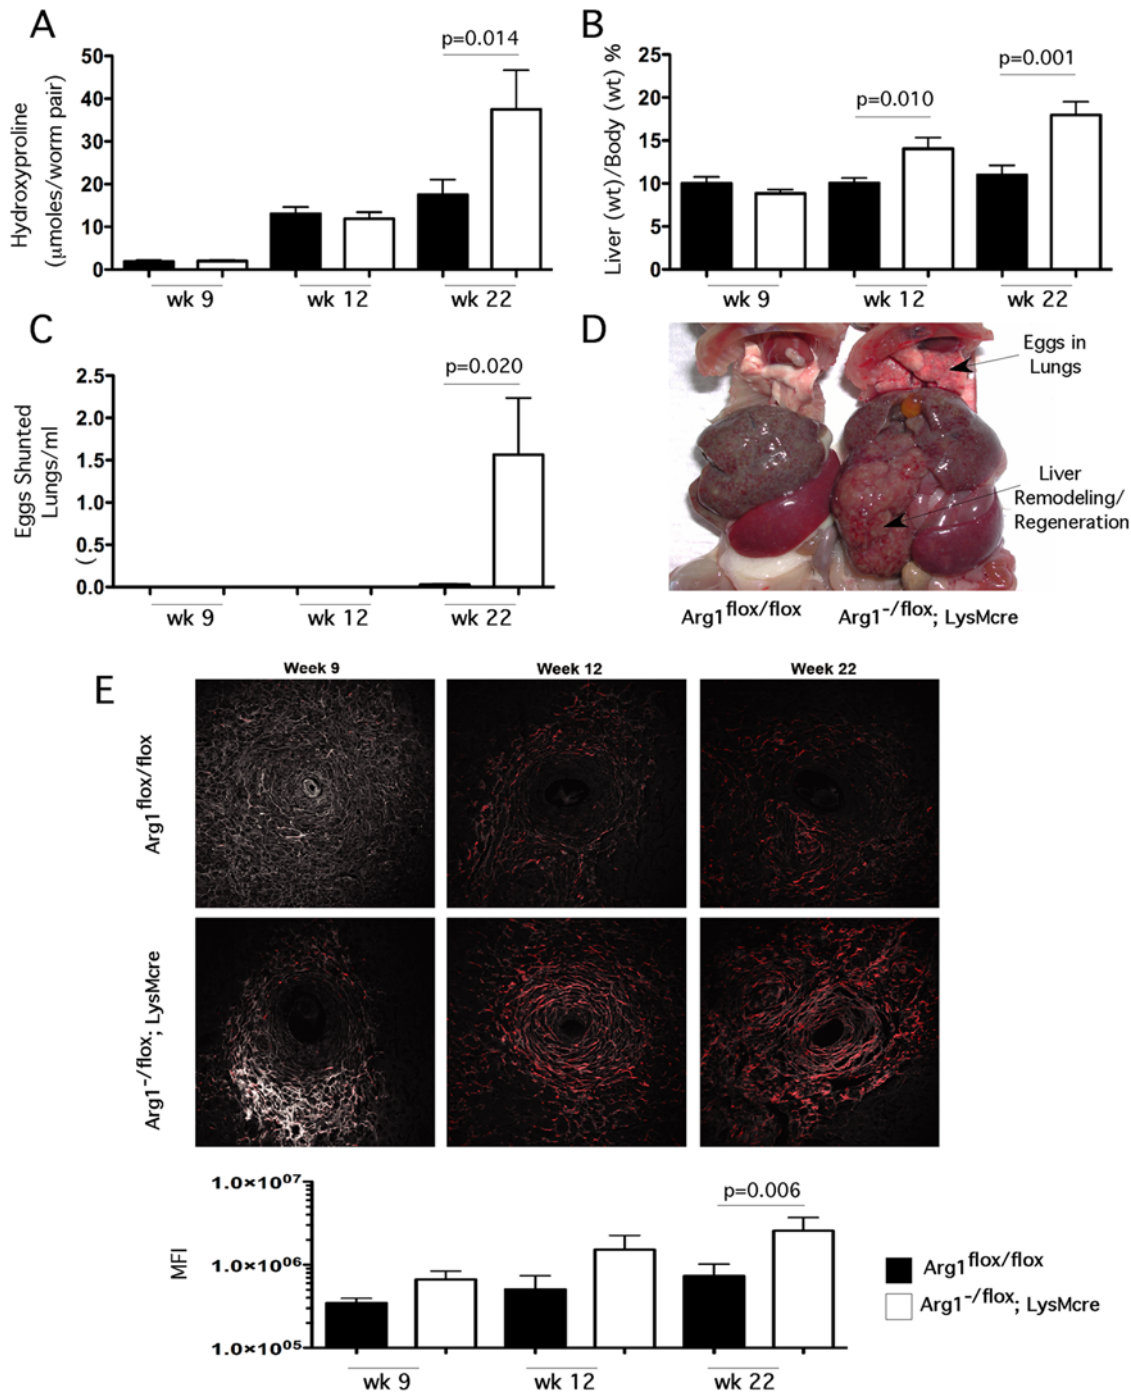 A
Hydroxyproline
(μmoles/worm pair)
50
40
30
20
10
0
p=0.014
wk 9
wk 12
wk 22
B
Liver (wt)/Body (wt) %
25
20
15
10
5
0
p=0.010
p=0.001
wk 9
wk 12
wk 22
C
Eggs Shunted
Lungs/ml
(
2.5
2.0
1.5
1.0
0.5
0.0
p=0.020
wk 9
wk 12
wk 22
D
Eggs in
Lungs
Liver
Remodeling/
Regeneration
Arg1flox/flox
Arg1-/flox; LysMcre
E
Week 9
Week 12
Week 22
Arg1flox/flox
Arg1-/flox; LysMcre
MFI
1.0×10⁰⁷
1.0×10⁰⁶
1.0×10⁰⁵
p=0.006
wk 9
wk 12
wk 22
Arg1flox/flox
Arg1-/flox; LysMcre